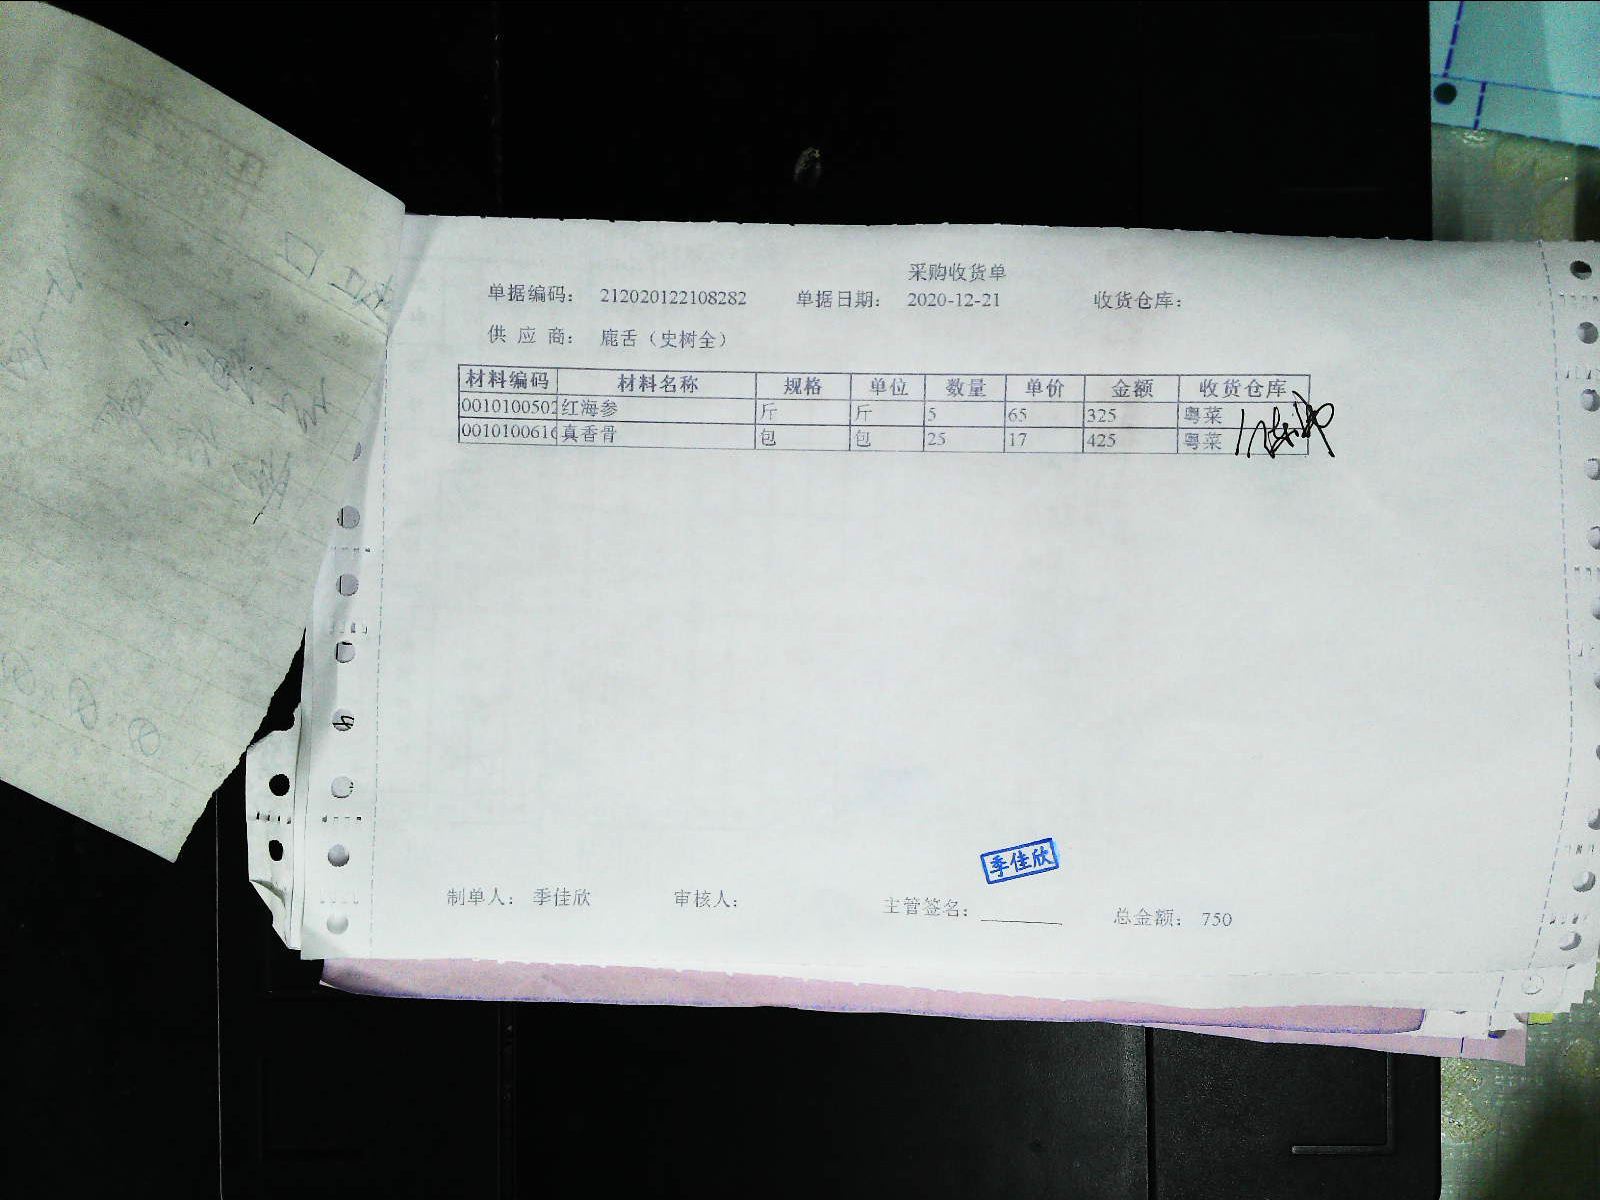 采购收货单
单据编码： 212020122108282 单据日期： 2020-12-21 收货仓库：
供 应 商： 鹿舌（史树全）
材料编码 材料名称 规格 单位 数量 单价 金额 收货仓库
0010100502 红海参 斤 斤 5 65 325 粤菜
001010061 真香骨 包 包 25 17 425 粤菜
季佳欣
制单人： 季佳欣 审核人： 主管签名： 总金额： 750